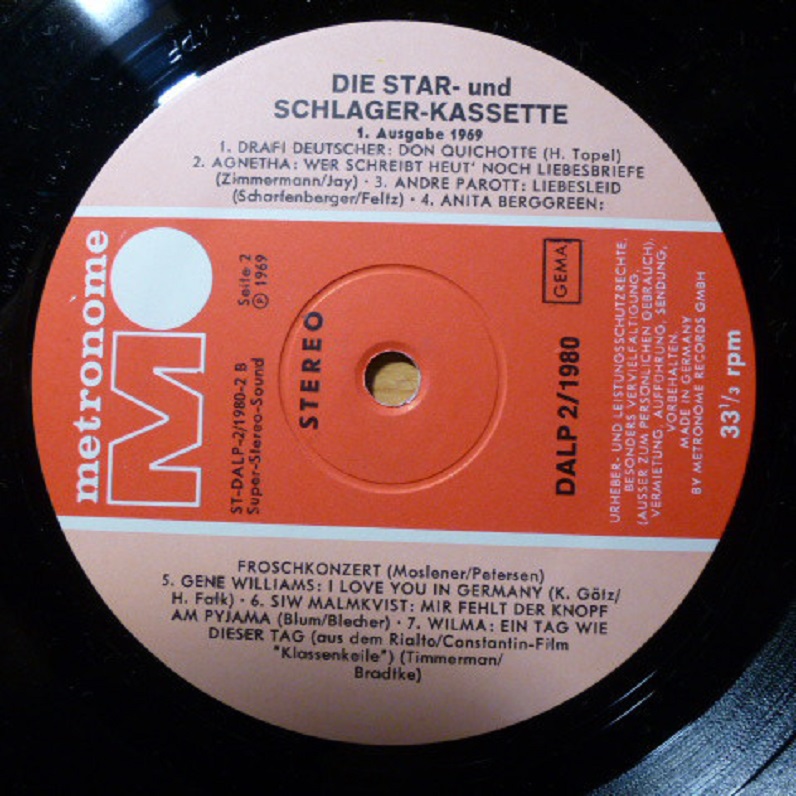 DIE STAR- und
SCHLAGER-KASSETTE
1. Ausgabe 1969
1. DRAFI DEUTSCHER: DON QUICHOTTE (H. Topel)
2. AGNETHA: WER SCHREIBT HEUT' NOCH LIEBESBRIEFE
(Zimmermann/Jay) · 3. ANDRE PAROTT: LIEBESLEID
(Scharfenberger/Feltz) · 4. ANITA BERGGREEN:
metronome
MO
Seite 2
℗ 1969
ST-DALP-2/1980-2 B
Super-Stereo-Sound
STEREO
GEMA
DALP 2/1980
URHEBER- UND LEISTUNGSSCHUTZRECHTE,
BESONDERS VERVIELFÄLTIGUNG,
(AUSSER ZUM PERSÖNLICHEN GEBRAUCH),
VERMIETUNG, AUFFÜHRUNG, SENDUNG,
VORBEHALTEN.
MADE IN GERMANY
BY METRONOME RECORDS GMBH
33 1/3 rpm
FROSCHKONZERT (Moslener/Petersen)
5. GENE WILLIAMS: I LOVE YOU IN GERMANY (K. Götz/
H. Falk) · 6. SIW MALMKVIST: MIR FEHLT DER KNOPF
AM PYJAMA (Blum/Blecher) · 7. WILMA: EIN TAG WIE
DIESER TAG (aus dem Rialto/Constantin-Film
"Klassenkeile") (Timmerman/
Bradtke)